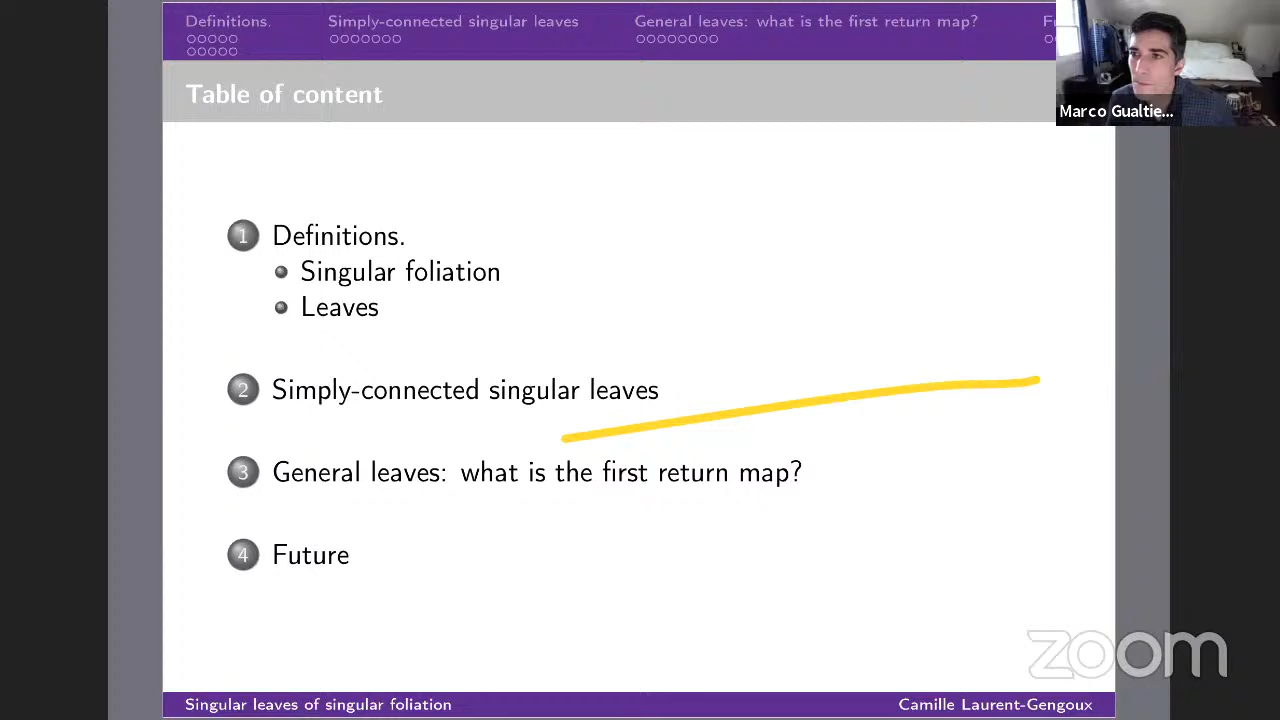 Definitions.
Simply-connected singular leaves
General leaves: what is the first return map?
Table of content
Marco Gualtie...
1 Definitions.
Singular foliation
Leaves
2 Simply-connected singular leaves
3 General leaves: what is the first return map?
4 Future
zoom
Singular leaves of singular foliation
Camille Laurent-Gengoux